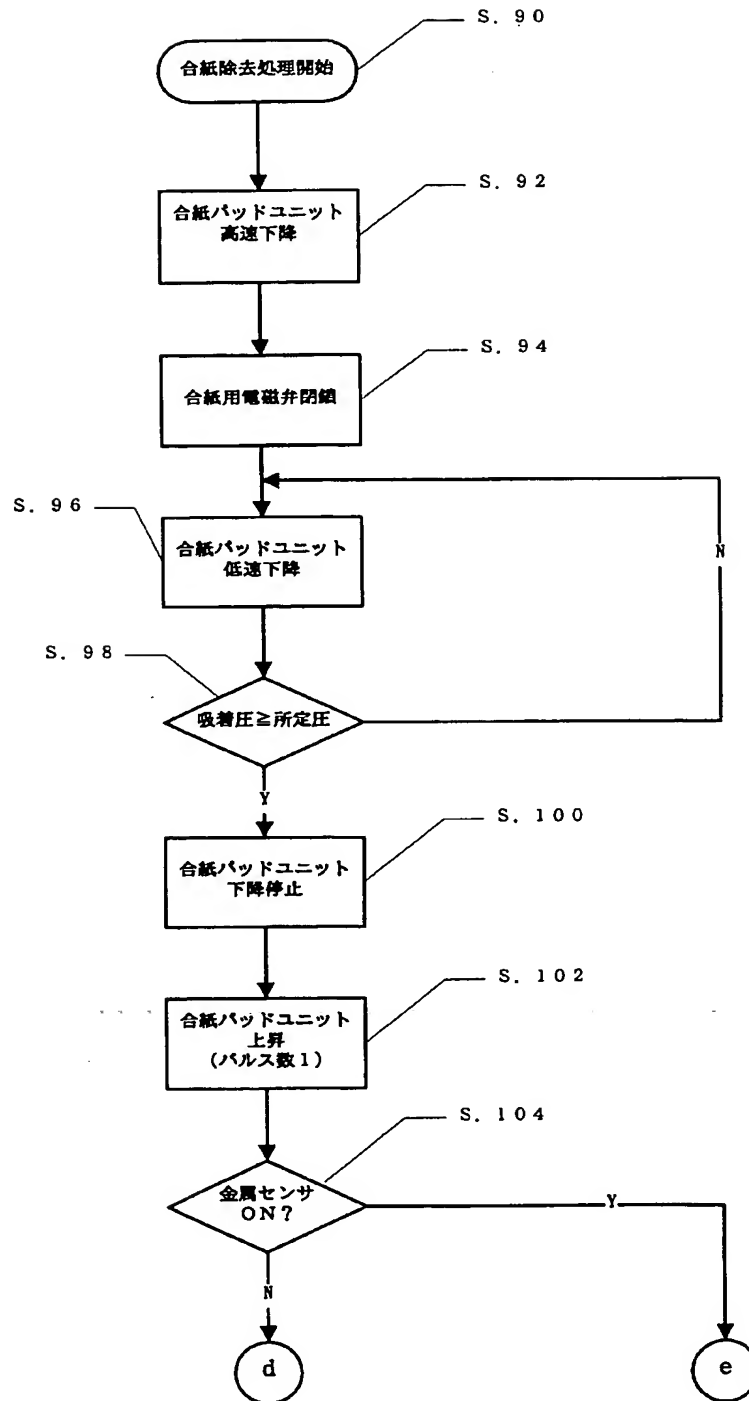 S. 90
合紙除去処理開始
S. 92
合紙パッドユニット
高速下降
S. 94
合紙用電磁弁閉鎖
S. 96
合紙パッドユニット
低速下降
N
S. 98
吸着圧≧所定圧
Y
S. 100
合紙パッドユニット
下降停止
S. 102
合紙パッドユニット
上昇
(パルス数1)
S. 104
金属センサ
ON?
Y
N
d
e